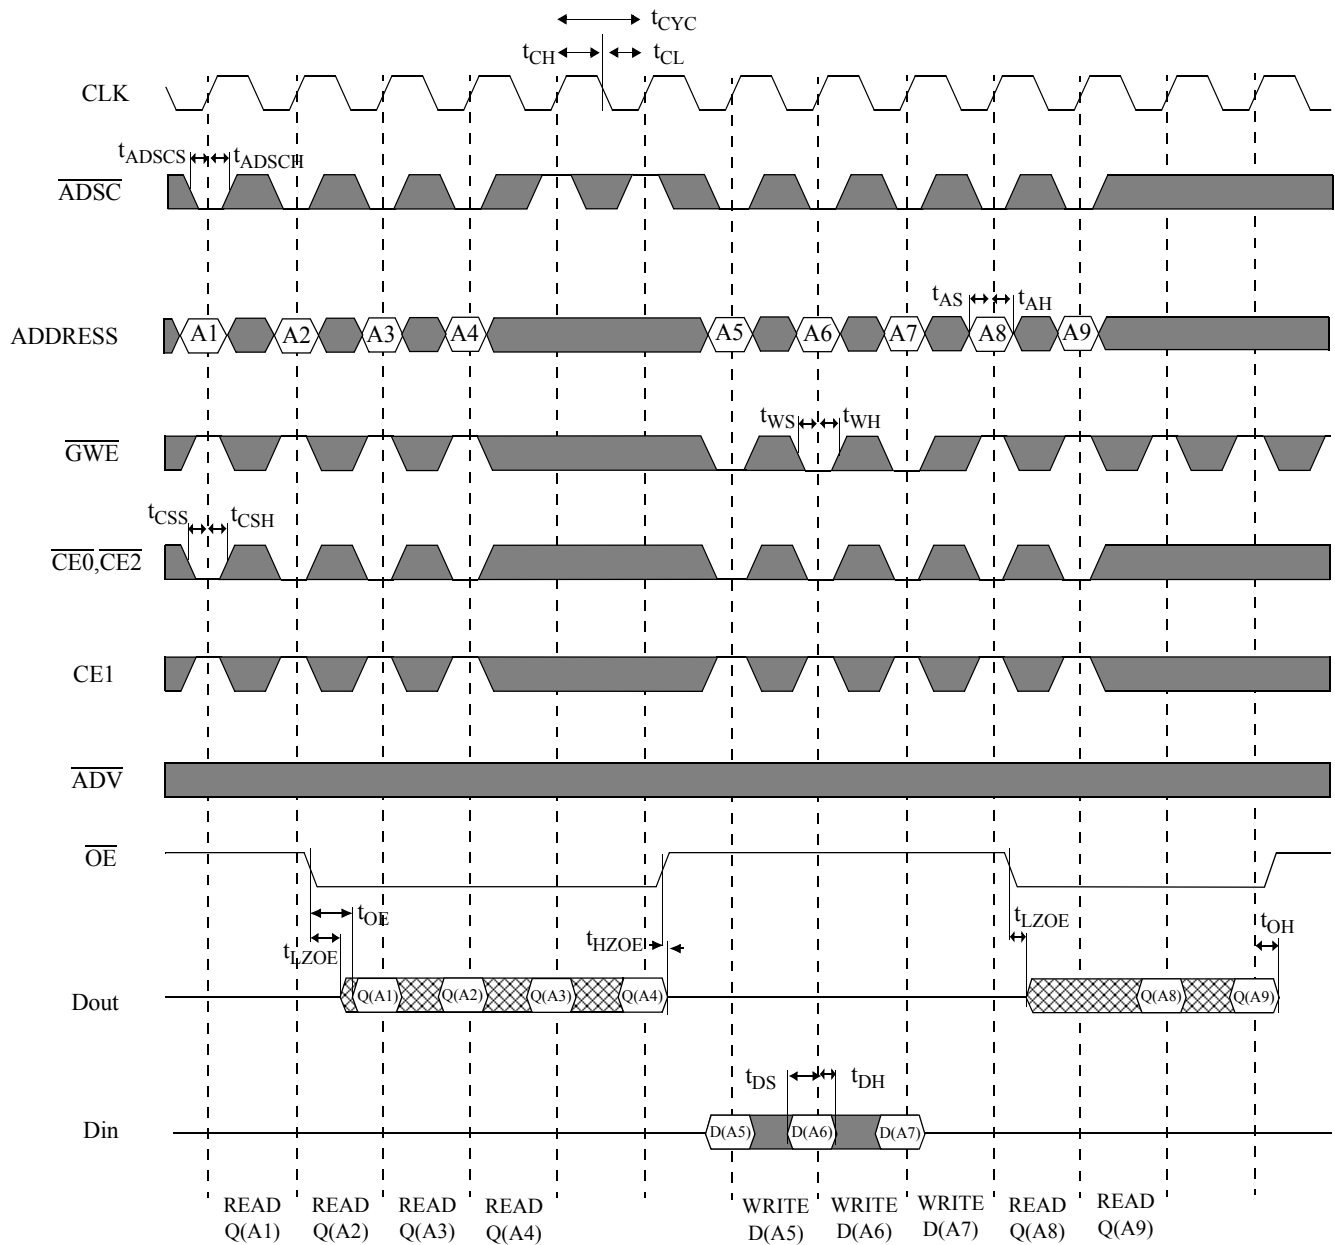 tCYC
tCH tCL
CLK
tADSCS tADSCH
ADSC
tAS tAH
ADDRESS A1 A2 A3 A4 A5 A6 A7 A8 A9
tWS tWH
GWE
tCSS tCSH
CE0,CE2
CE1
ADV
OE
tOE
tLZOE tHZOE tLZOE tOH
Dout Q(A1) Q(A2) Q(A3) Q(A4) Q(A8) Q(A9)
tDS tDH
Din D(A5) D(A6) D(A7)
READ READ READ READ WRITE WRITE WRITE READ READ
Q(A1) Q(A2) Q(A3) Q(A4) D(A5) D(A6) D(A7) Q(A8) Q(A9)